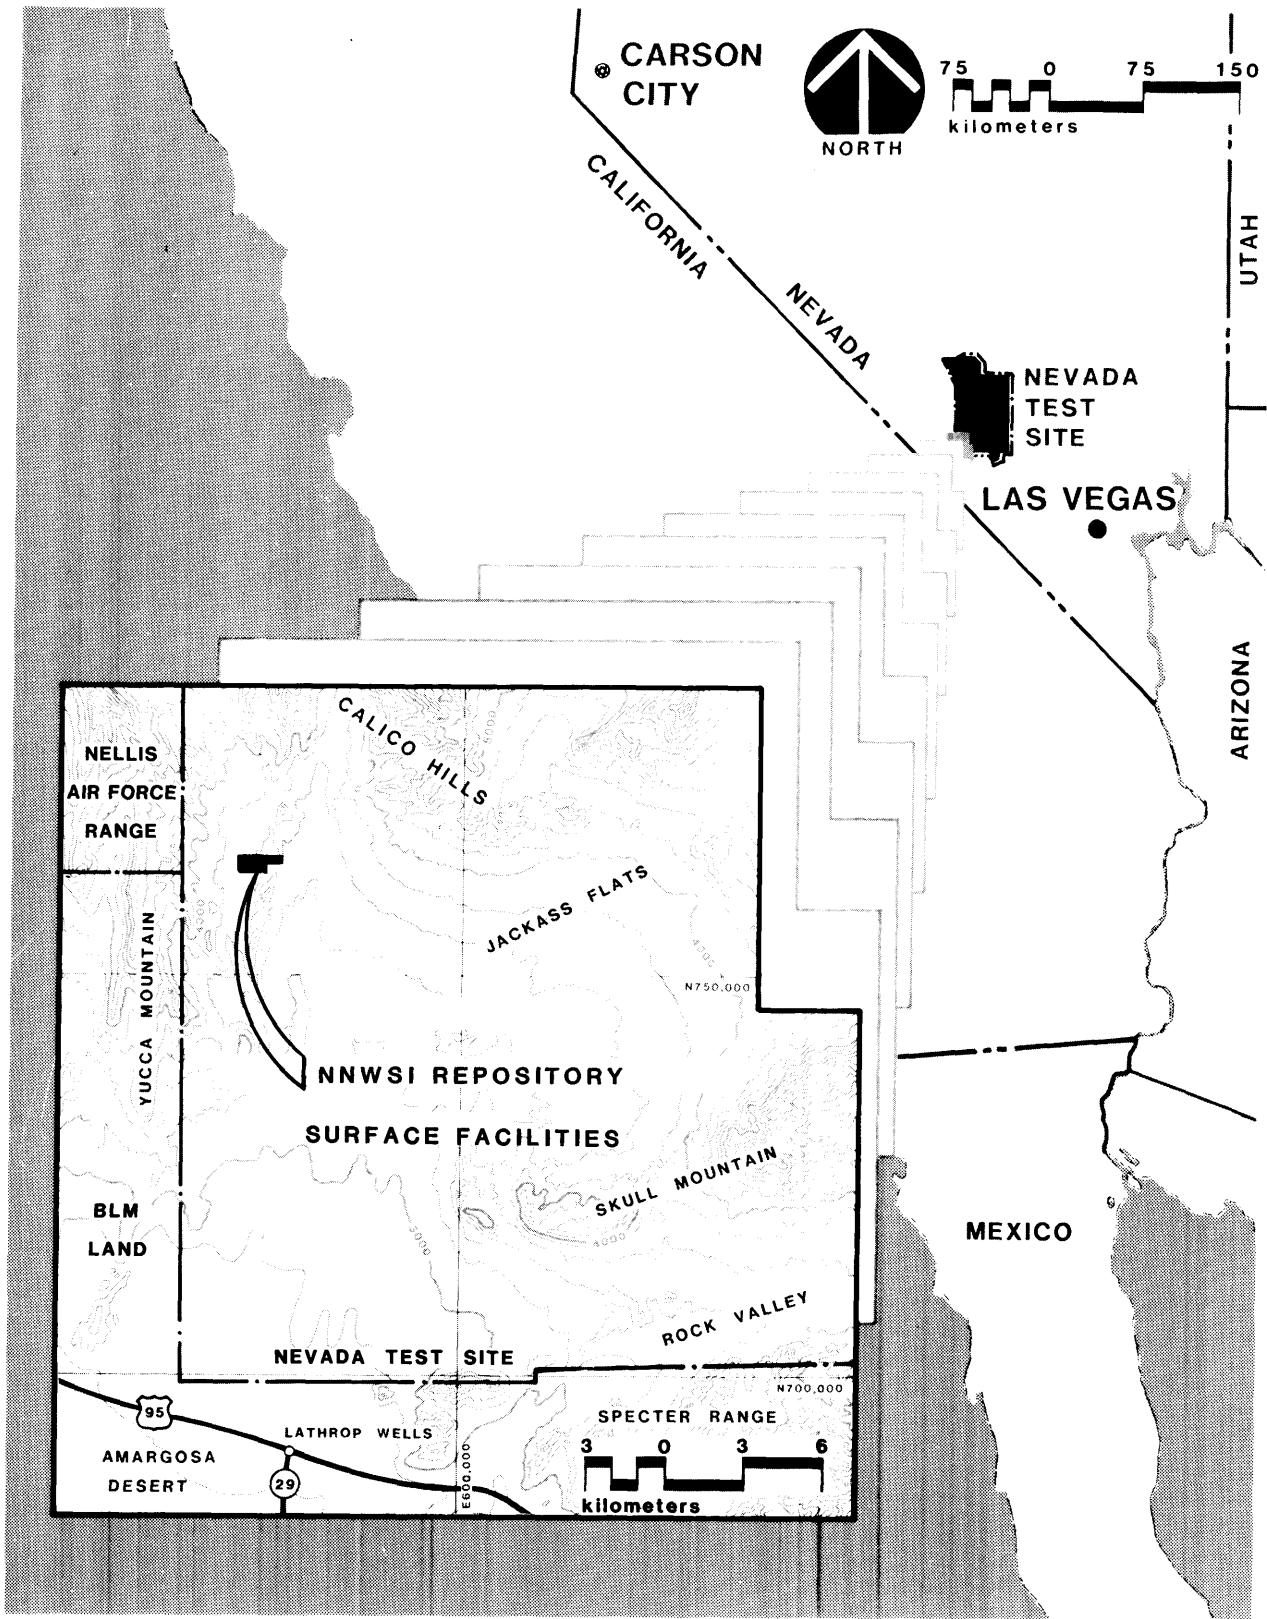 CARSON
CITY
NORTH
75 0 75 150
kilometers
CALIFORNIA
NEVADA
UTAH
NEVADA
TEST
SITE
LAS VEGAS
ARIZONA
MEXICO
CALICO HILLS
4000
NELLIS
AIR FORCE
RANGE
JACKASS FLATS
4000
YUCCA MOUNTAIN
N750,000
NNWSI REPOSITORY
SURFACE FACILITIES
SKULL MOUNTAIN
4000
BLM
LAND
ROCK VALLEY
NEVADA TEST SITE
N700,000
95
SPECTER RANGE
LATHROP WELLS
AMARGOSA
DESERT
29
E600,000
3 0 3 6
kilometers